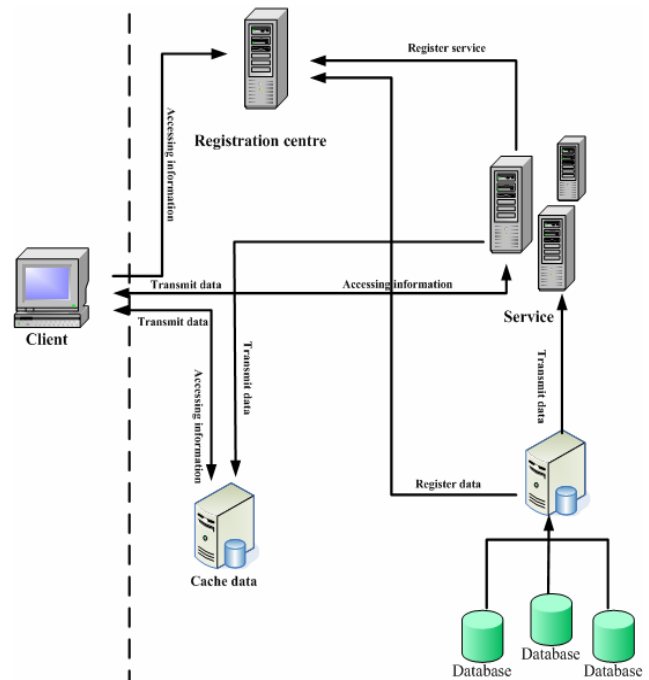 Register service
Registration centre
Accessing information
Transmit data
Accessing information
Service
Client
Transmit data
Accessing information
Transmit data
Transmit data
Register data
Cache data
Database
Database
Database